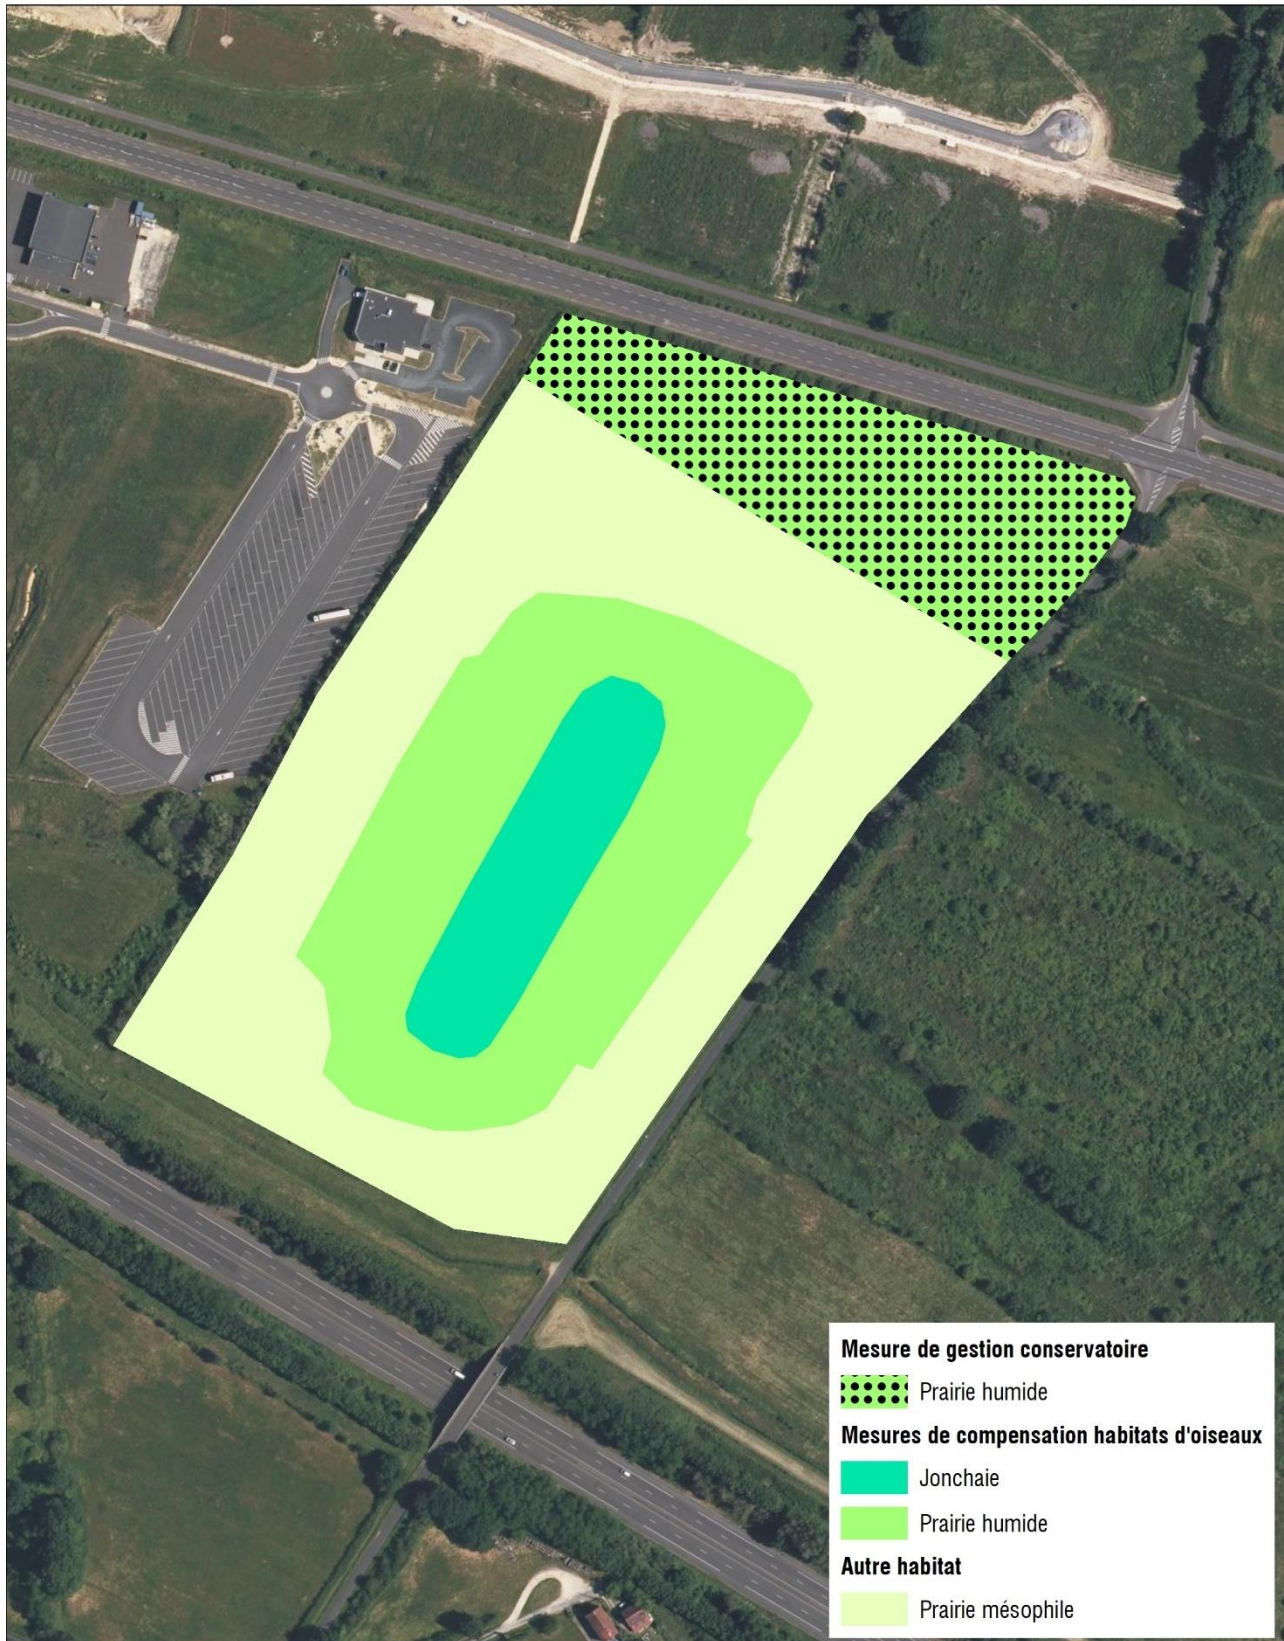 Mesure de gestion conservatoire
Prairie humide
Mesures de compensation habitats d'oiseaux
Jonchaie
Prairie humide
Autre habitat
Prairie mésophile